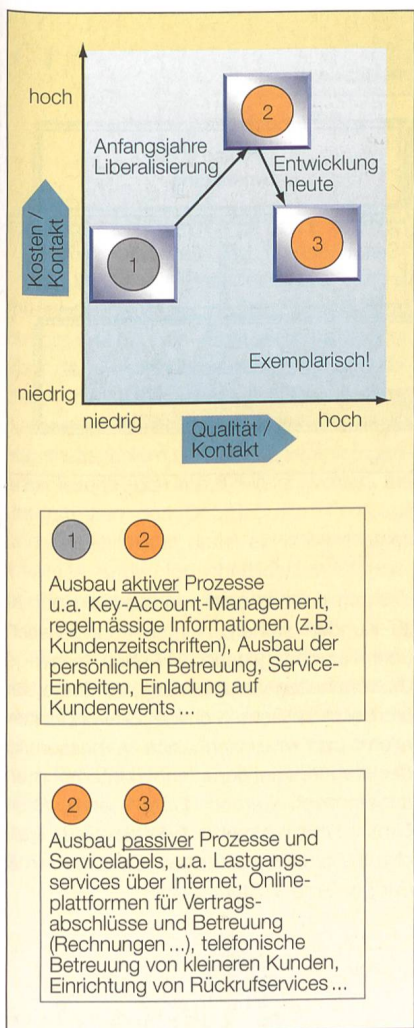 hoch
2
Anfangsjahre
Liberalisierung
Entwicklung
heute
Kosten /
Kontakt
1
3
Exemplarisch!
niedrig
niedrig
hoch
Qualität /
Kontakt
1 2
Ausbau aktiver Prozesse
u.a. Key-Account-Management,
regelmässige Informationen (z.B.
Kundenzeitschriften), Ausbau der
persönlichen Betreuung, Service-
Einheiten, Einladung auf
Kundenevents ...
2 3
Ausbau passiver Prozesse und
Servicelabels, u.a. Lastgangs-
services über Internet, Online-
plattformen für Vertrags-
abschlüsse und Betreuung
(Rechnungen ...), telefonische
Betreuung von kleineren Kunden,
Einrichtung von Rückrufservices ...